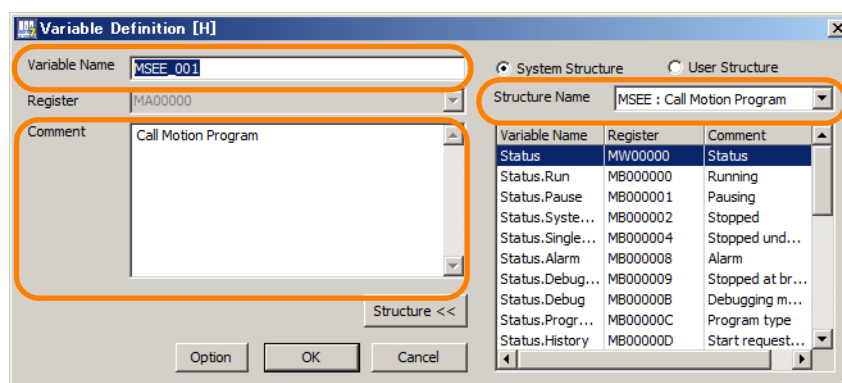 Variable Definition [H]
Variable Name MSEE_001
Register MA00000
Comment Call Motion Program
Structure <<
Option OK Cancel
System Structure User Structure
Structure Name MSEE : Call Motion Program
Variable Name Register Comment
Status MW00000 Status
Status.Run MB000000 Running
Status.Pause MB000001 Pausing
Status.Syste... MB000002 Stopped
Status.Single... MB000004 Stopped und...
Status.Alarm MB000008 Alarm
Status.Debug... MB000009 Stopped at br...
Status.Debug MB00000B Debugging m...
Status.Progr... MB00000C Program type
Status.History MB00000D Start request...